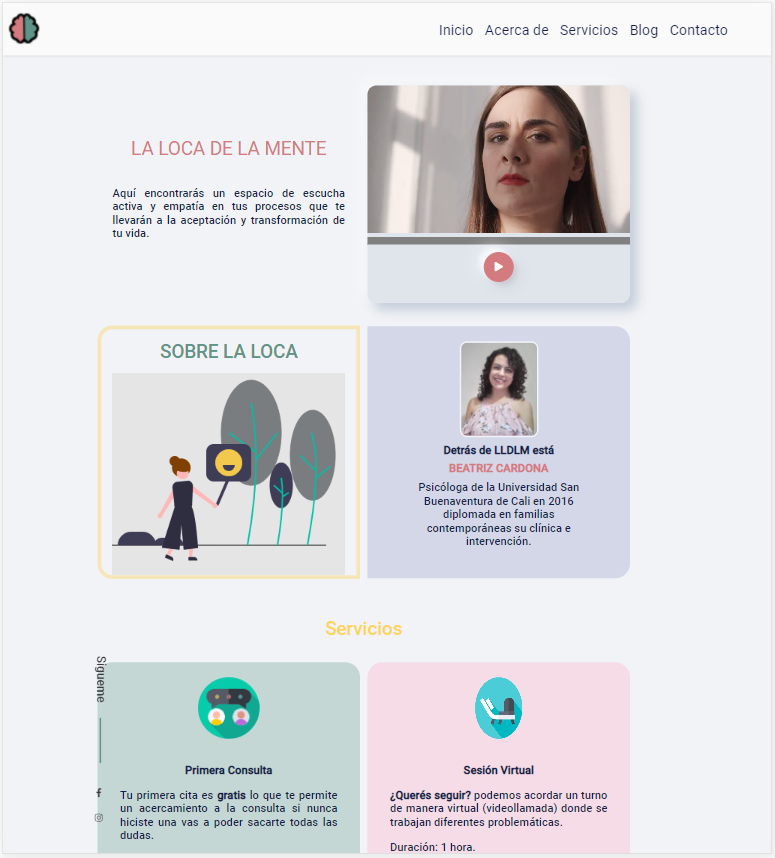 Inicio Acerca de Servicios Blog Contacto
LA LOCA DE LA MENTE
Aquí encontrarás un espacio de escucha
activa y empatía en tus procesos que te
llevarán a la aceptación y transformación de
tu vida.
SOBRE LA LOCA
Detrás de LLDLM está
BEATRIZ CARDONA
Psicóloga de la Universidad San
Buenaventura de Cali en 2016
diplomada en familias
contemporáneas su clínica e
intervención.
Servicios
Sígueme
Primera Consulta
Tu primera cita es gratis lo que te permite
un acercamiento a la consulta si nunca
hiciste una vas a poder sacarte todas las
dudas.
Sesión Virtual
¿Querés seguir? podemos acordar un turno
de manera virtual (videollamada) donde se
trabajan diferentes problemáticas.
Duración: 1 hora.